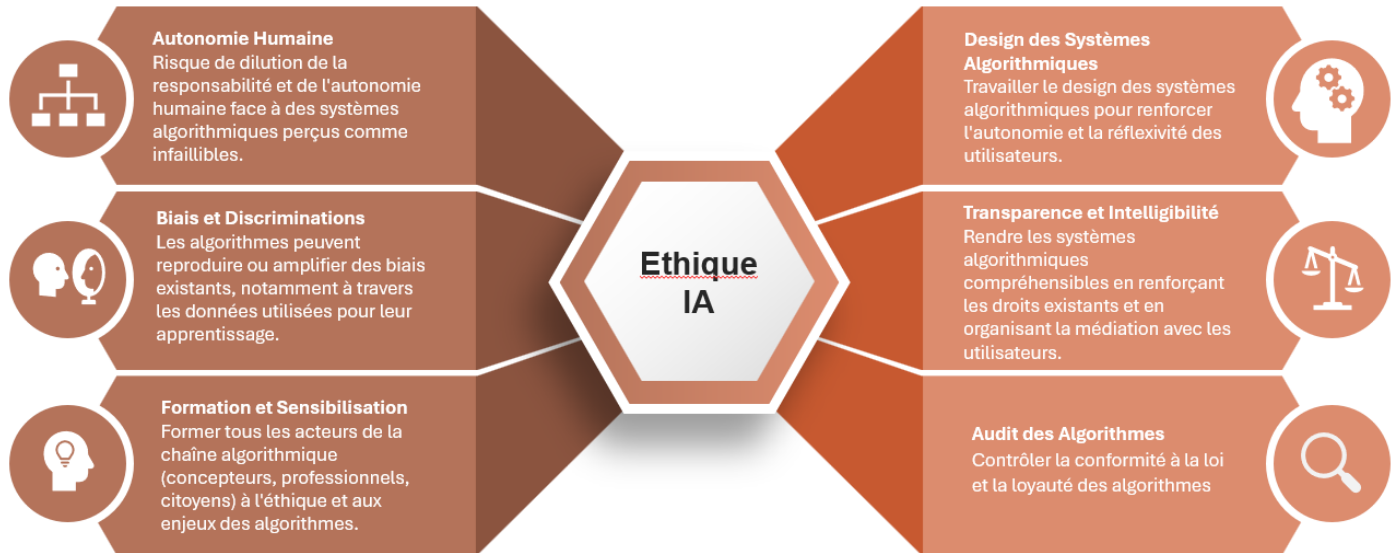 Autonomie Humaine
Risque de dilution de la
responsabilité et de l'autonomie
humaine face à des systèmes
algorithmiques perçus comme
infaillibles.
Biais et Discriminations
Les algorithmes peuvent
reproduire ou amplifier des biais
existants, notamment à travers
les données utilisées pour leur
apprentissage.
Formation et Sensibilisation
Former tous les acteurs de la
chaîne algorithmique
(concepteurs, professionnels,
citoyens) à l'éthique et aux
enjeux des algorithmes.
Ethique
IA
Design des Systèmes
Algorithmiques
Travailler le design des systèmes
algorithmiques pour renforcer
l'autonomie et la réflexivité des
utilisateurs.
Transparence et Intelligibilité
Rendre les systèmes
algorithmiques
compréhensibles en renforçant
les droits existants et en
organisant la médiation avec les
utilisateurs.
Audit des Algorithmes
Contrôler la conformité à la loi
et la loyauté des algorithmes